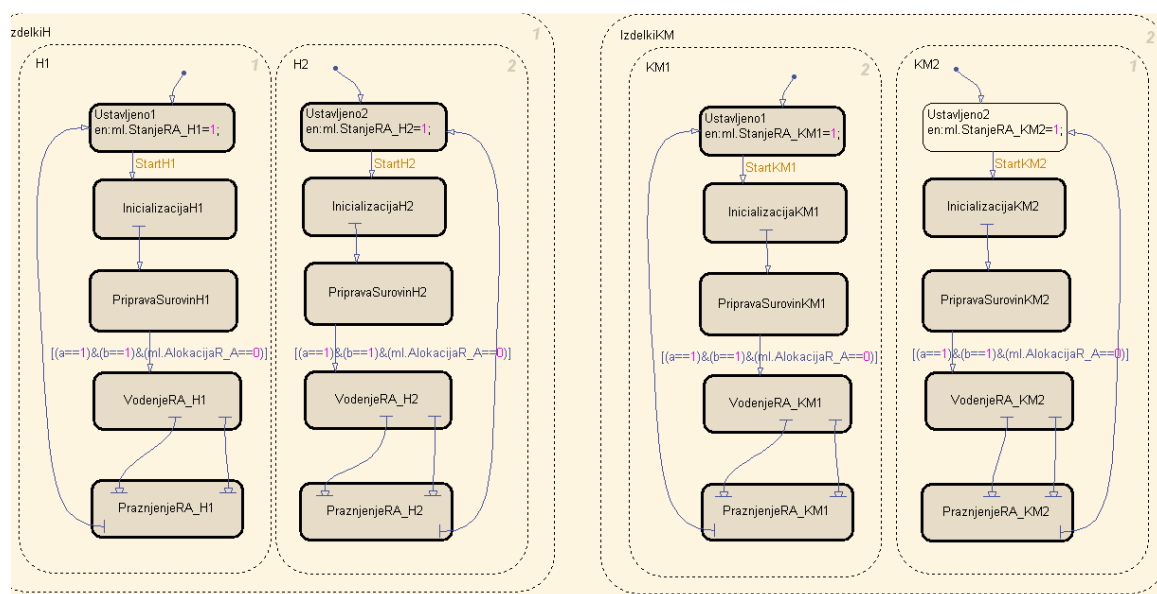 zdelkiH
1
H1
1
Ustavljeno1
en:ml.StanjeRA_H1=1;
StartH1
InicializacijaH1
PripravaSurovinH1
[(a==1)&(b==1)&(ml.AlokacijaR_A==0)]
VodenjeRA_H1
PraznjenjeRA_H1
H2
2
Ustavljeno2
en:ml.StanjeRA_H2=1;
StartH2
InicializacijaH2
PripravaSurovinH2
[(a==1)&(b==1)&(ml.AlokacijaR_A==0)]
VodenjeRA_H2
PraznjenjeRA_H2
IzdelkiKM
2
KM1
2
Ustavljeno1
en:ml.StanjeRA_KM1=1;
StartKM1
InicializacijaKM1
PripravaSurovinKM1
[(a==1)&(b==1)&(ml.AlokacijaR_A==0)]
VodenjeRA_KM1
PraznjenjeRA_KM1
KM2
1
Ustavljeno2
en:ml.StanjeRA_KM2=1;
StartKM2
InicializacijaKM2
PripravaSurovinKM2
[(a==1)&(b==1)&(ml.AlokacijaR_A==0)]
VodenjeRA_KM2
PraznjenjeRA_KM2